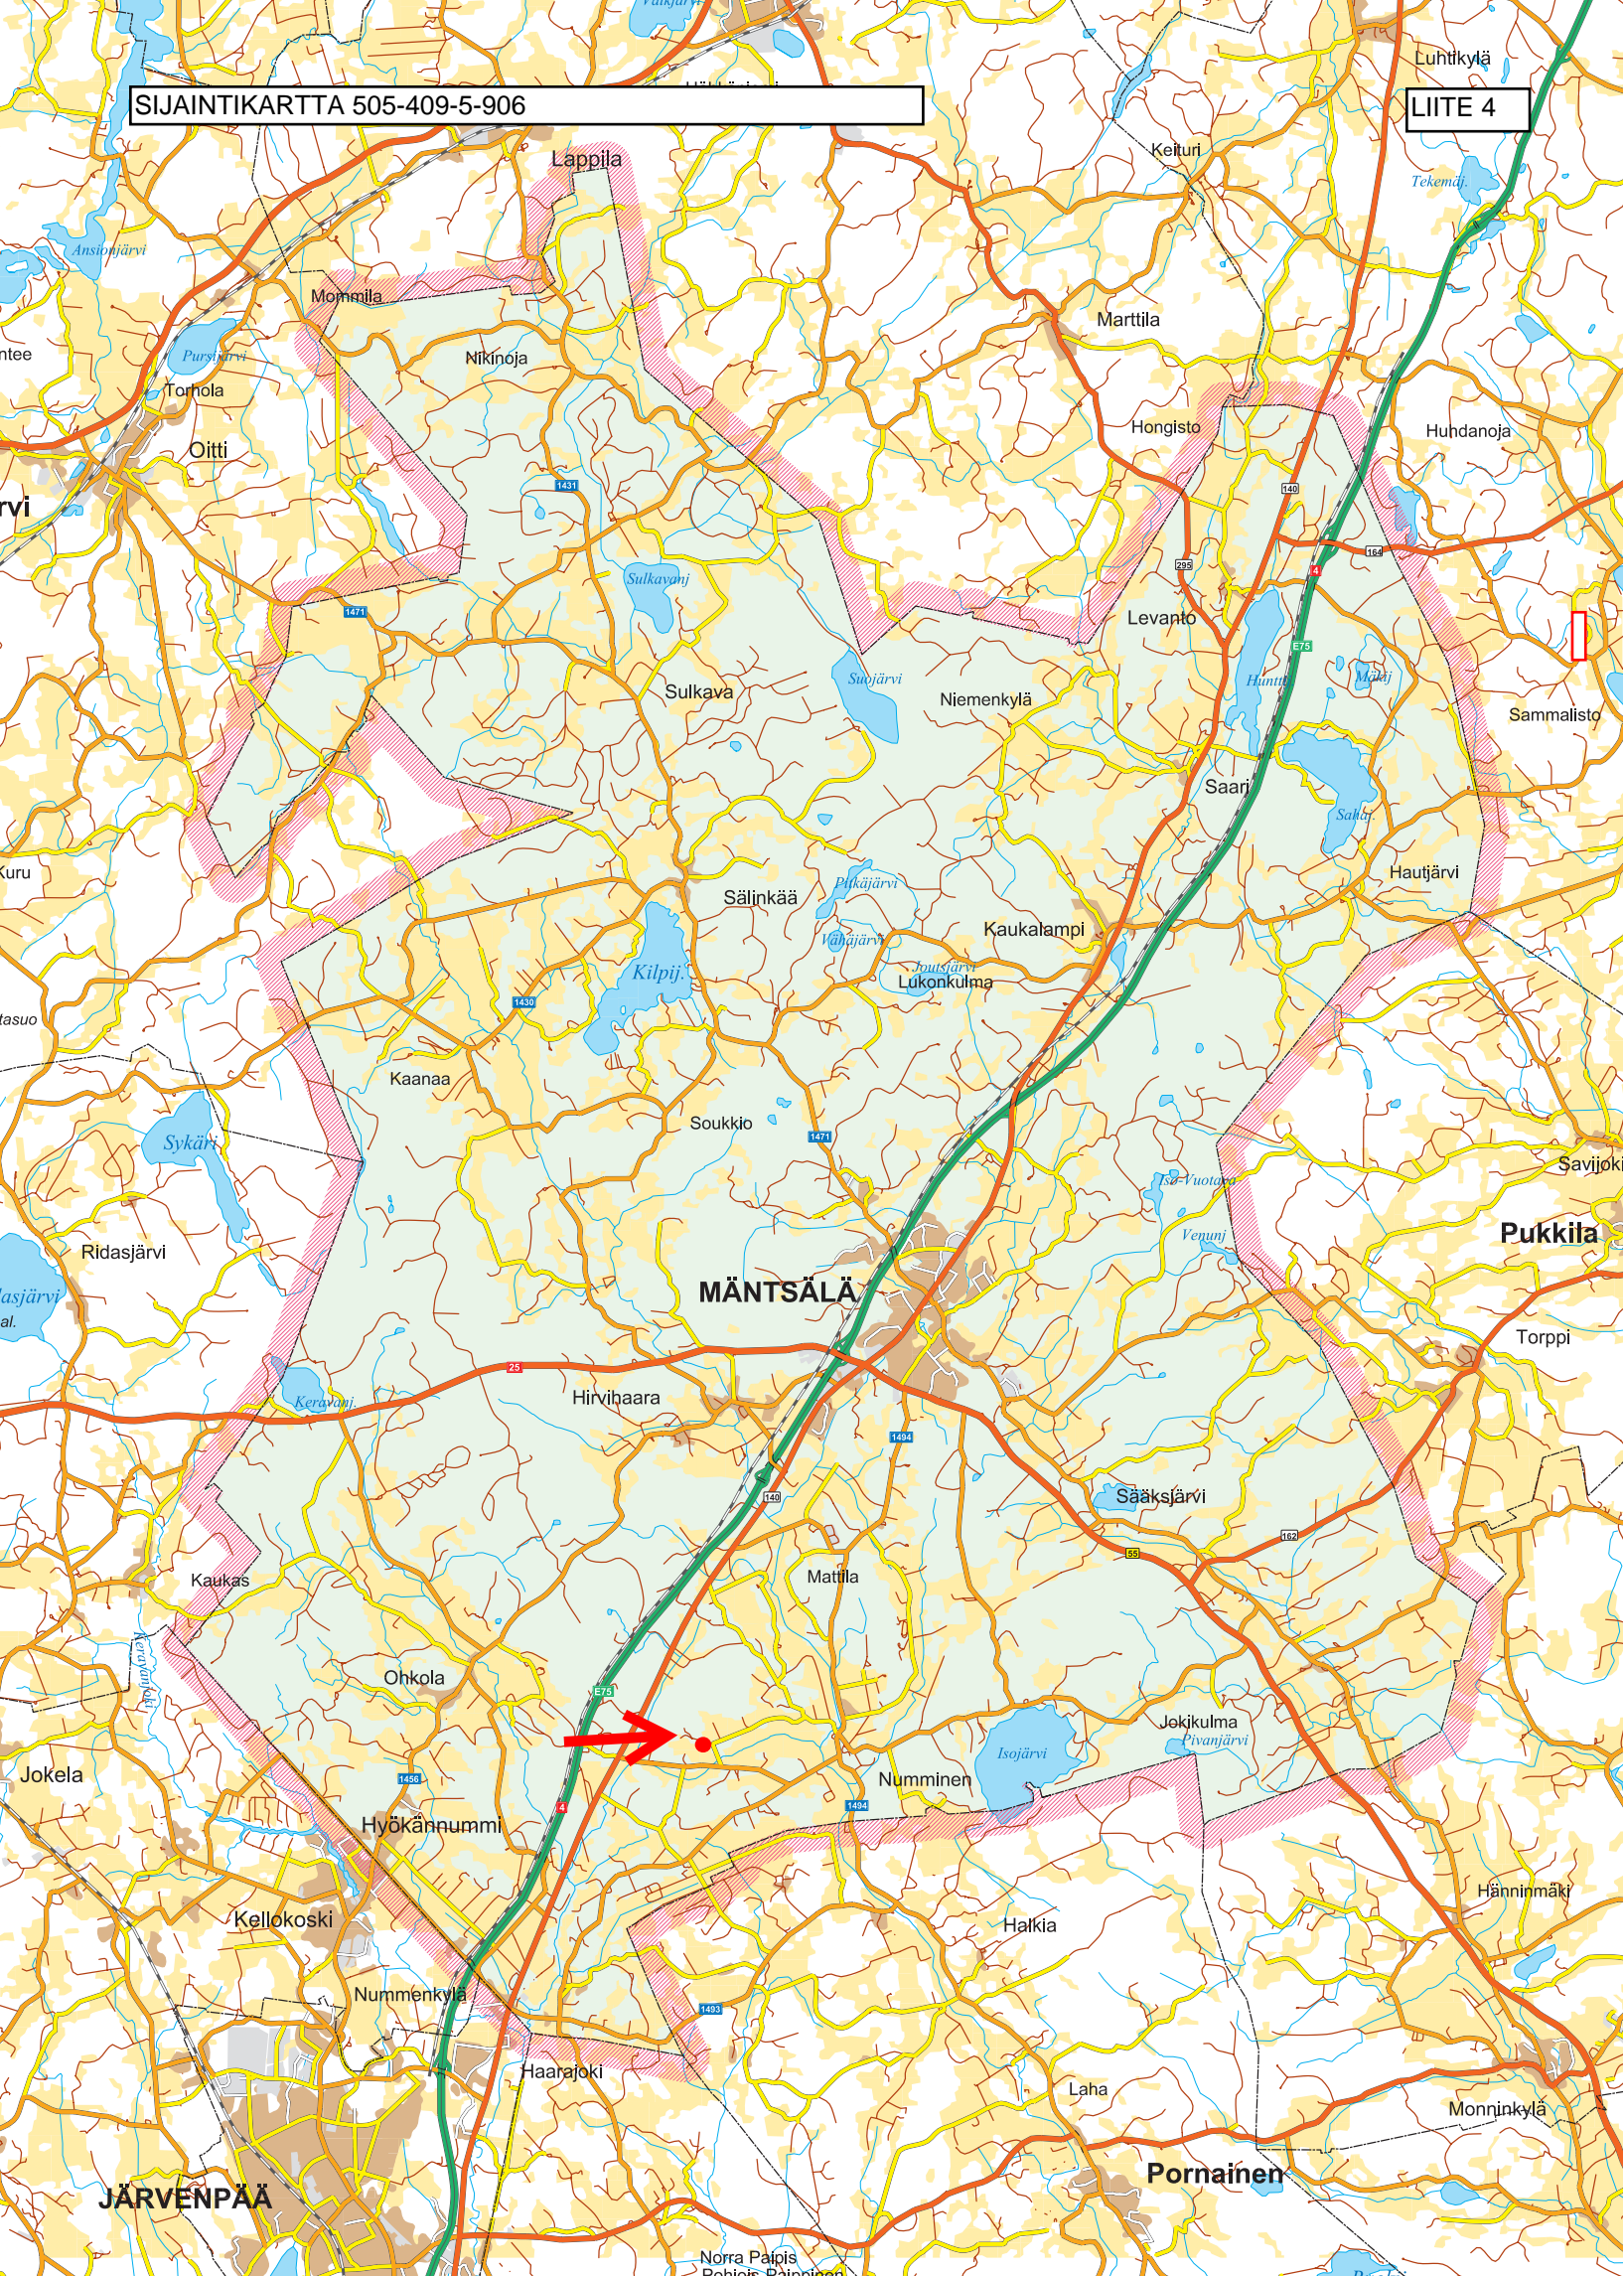 Luhtikylä
SIJAINTIKARTTA 505-409-5-906
LIITE 4
Lappila
Keituri
Tekemäj.
Ansionjärvi
Mommila
Marttila
Pursijärvi
Nikinoja
Torhola
Hongisto
Huhdanoja
Oitti
1431
140
rvi
164
295
4
Sulkavanj
1471
Levanto
E75
Suojärvi
Sulkava
Niemenkylä
Sammalisto
Saari
Hautjärvi
Kuru
Pitkäjärvi
Sälinkää
Kaukalampi
Vähäjärvi
Joutsjärvi
Lukonkulma
Kilpij.
1430
tasuo
Kaanaa
Soukkio
1471
Sykäri
Savijoki
Iso-Vuotava
Venunj
Pukkila
Ridasjärvi
MÄNTSÄLÄ
dasjärvi
al.
Torppi
25
Hirvihaara
Keravanj.
1494
140
Sääksjärvi
162
55
Mattila
Kaukas
Keravanjoki
Ohkola
E75
Jokikulma
Pivanjärvi
Isojärvi
Jokela
1456
Numminen
4
1494
Hyökännummi
Hänninmäki
Kellokoski
Halkia
Nummenkylä
1493
Haarajoki
Laha
Monninkylä
Pornainen
JÄRVENPÄÄ
Norra Paipis